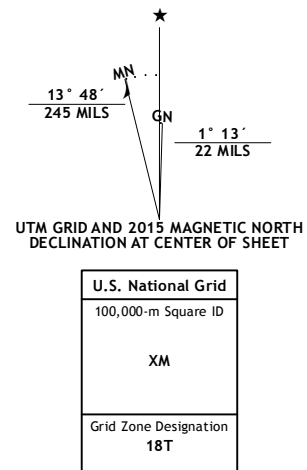 MN
13° 48´
245 MILS
GN
1° 13´
22 MILS
UTM GRID AND 2015 MAGNETIC NORTH
DECLINATION AT CENTER OF SHEET
U.S. National Grid
100,000-m Square ID
XM
Grid Zone Designation
18T